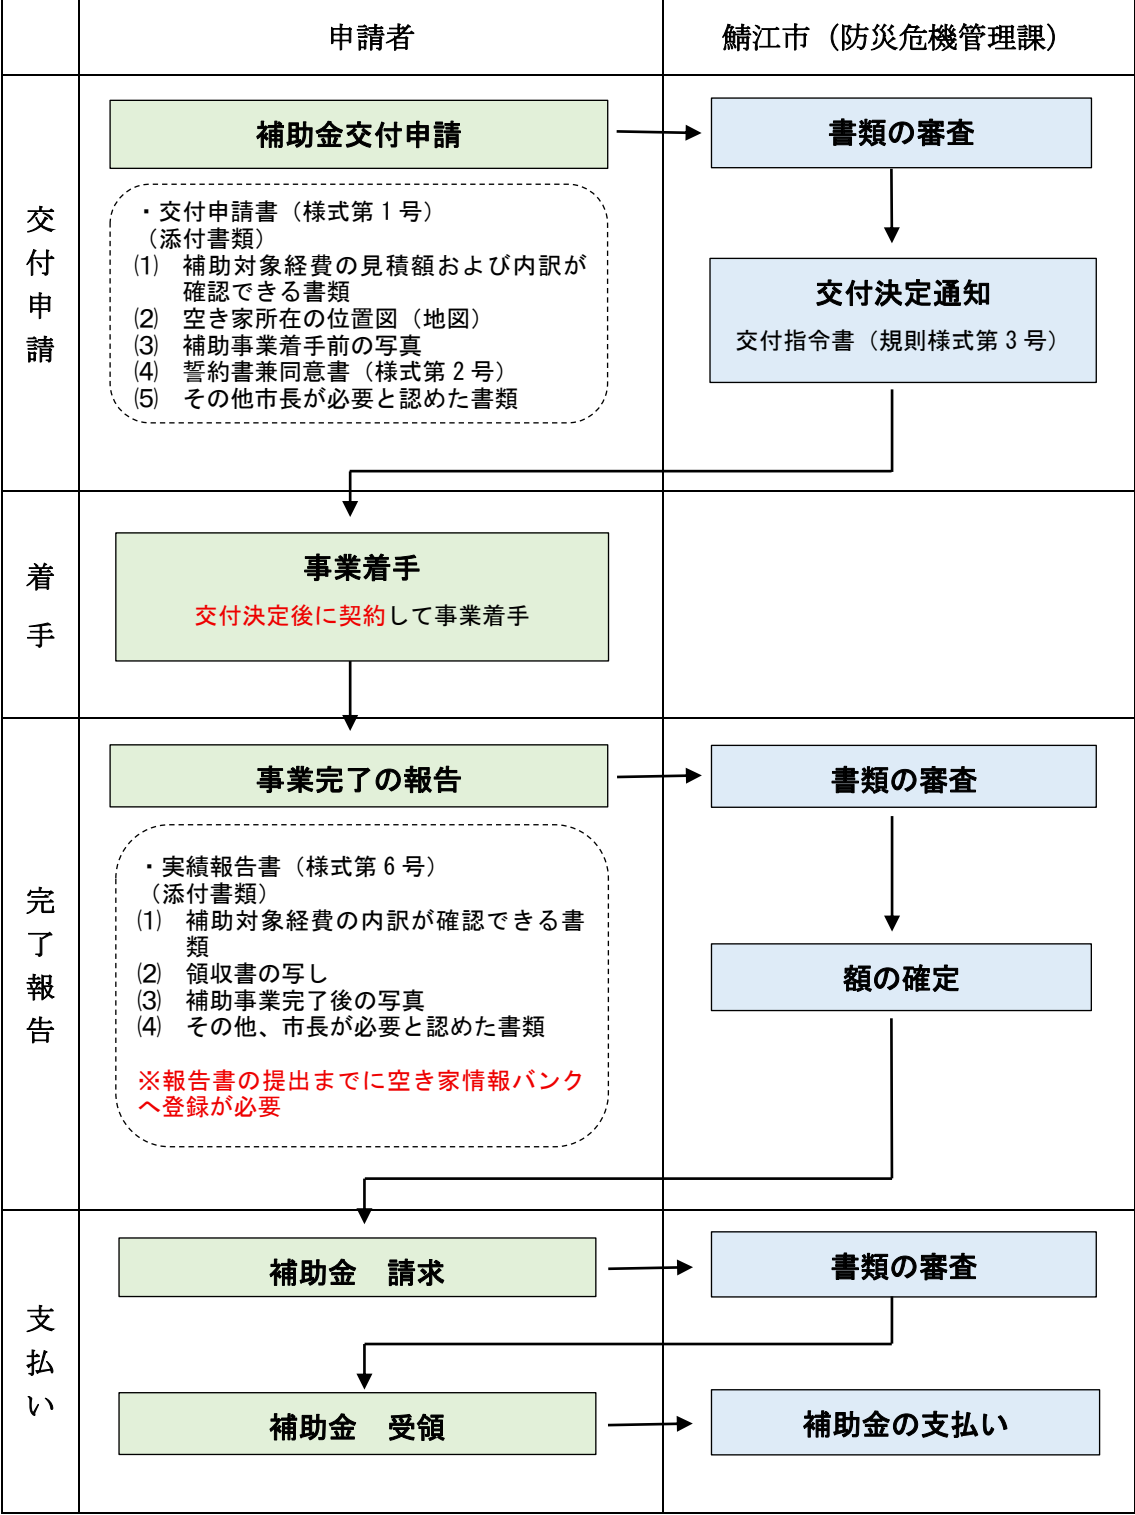 申請者
鯖江市（防災危機管理課）
交付申請
補助金交付申請
書類の審査
・交付申請書（様式第１号）
（添付書類）
⑴　補助対象経費の見積額および内訳が
確認できる書類
⑵　空き家所在の位置図（地図）
⑶　補助事業着手前の写真
⑷　誓約書兼同意書（様式第２号）
⑸　その他市長が必要と認めた書類
交付決定通知
交付指令書（規則様式第３号）
着手
事業着手
交付決定後に契約して事業着手
完了報告
事業完了の報告
書類の審査
・実績報告書（様式第６号）
（添付書類）
⑴　補助対象経費の内訳が確認できる書
類
⑵　領収書の写し
⑶　補助事業完了後の写真
⑷　その他、市長が必要と認めた書類
※報告書の提出までに空き家情報バンク
へ登録が必要
額の確定
支払い
補助金　請求
書類の審査
補助金　受領
補助金の支払い